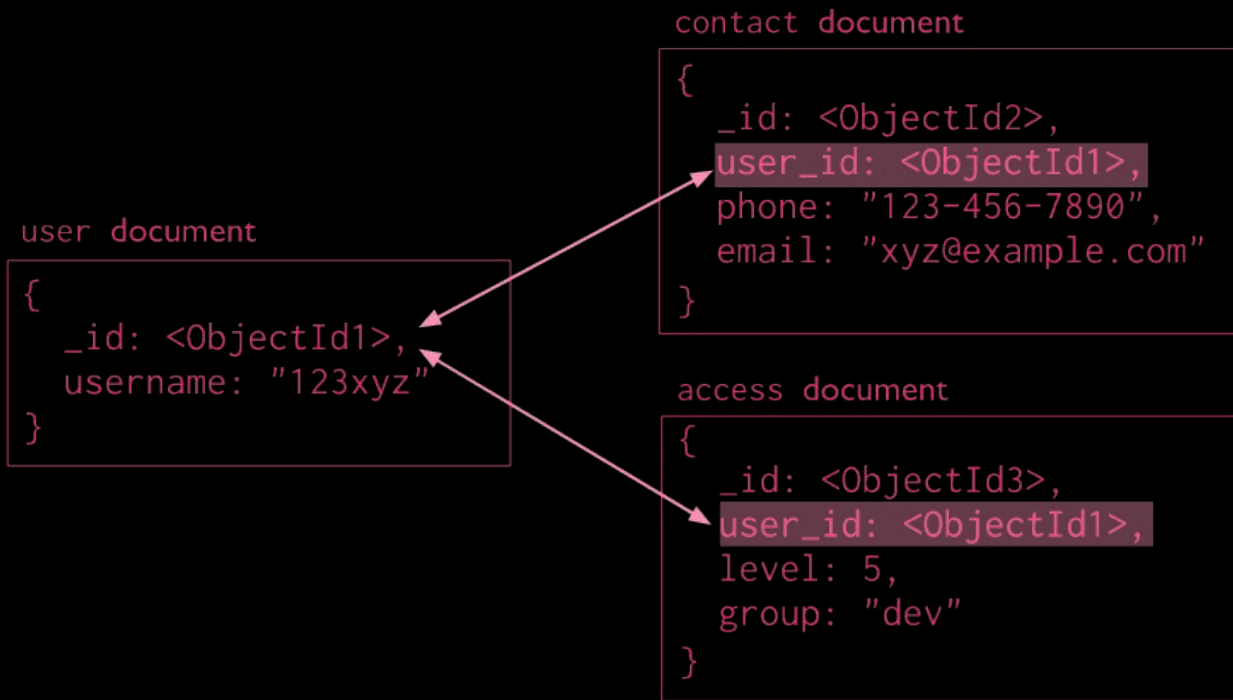 user document
{
_id: <ObjectId1>,
username: "123xyz"
}
contact document
{
_id: <ObjectId2>,
user_id: <ObjectId1>,
phone: "123-456-7890",
email: "xyz@example.com"
}
access document
{
_id: <ObjectId3>,
user_id: <ObjectId1>,
level: 5,
group: "dev"
}